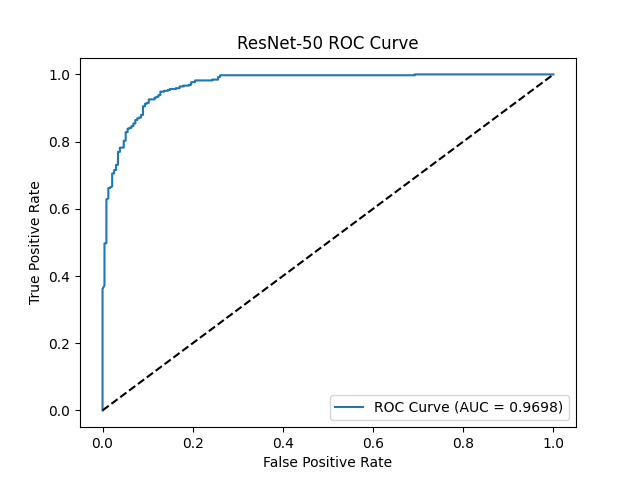 ResNet-50 ROC Curve
True Positive Rate
1.0
0.8
0.6
0.4
0.2
0.0
ROC Curve (AUC = 0.9698)
0.0 0.2 0.4 0.6 0.8 1.0
False Positive Rate